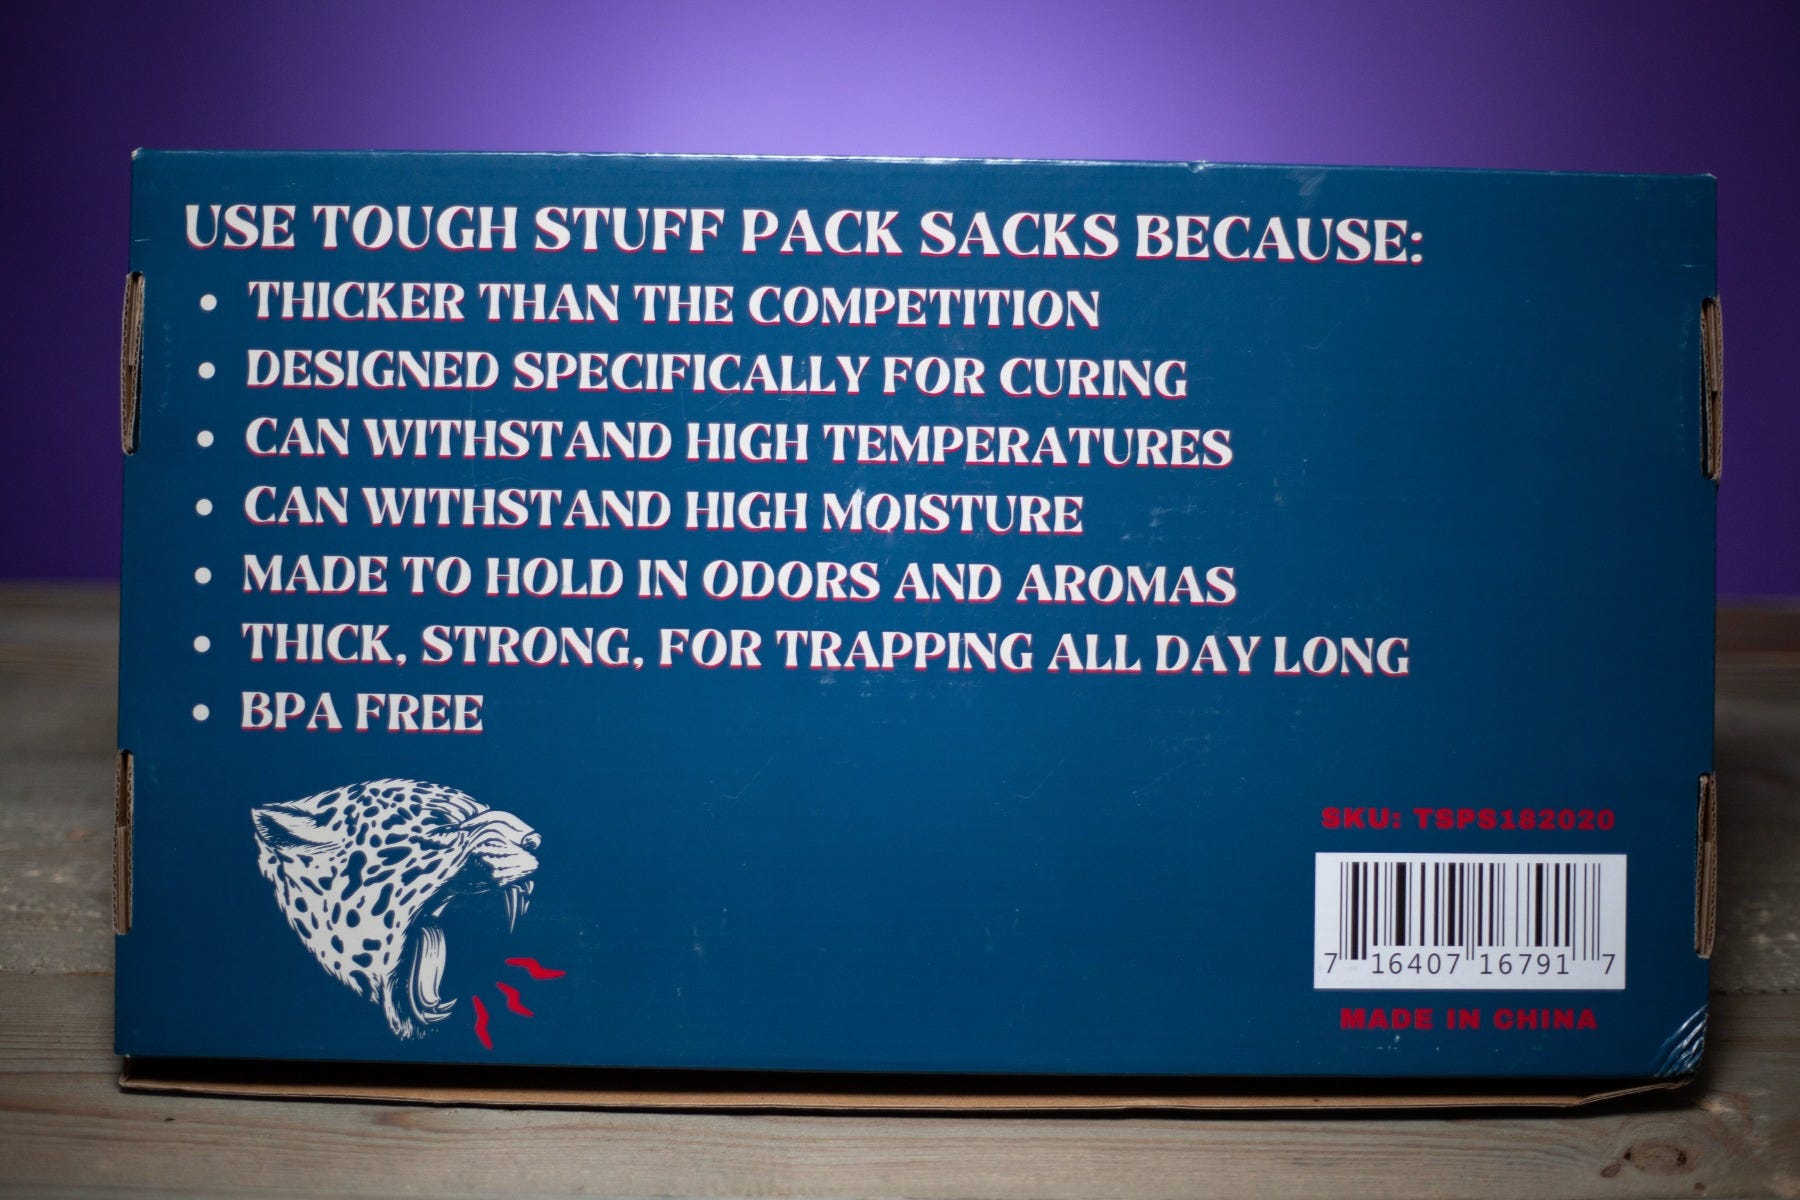 USE TOUGH STUFF PACK SACKS BECAUSE:
• THICKER THAN THE COMPETITION
• DESIGNED SPECIFICALLY FOR CURING
• CAN WITHSTAND HIGH TEMPERATURES
• CAN WITHSTAND HIGH MOISTURE
• MADE TO HOLD IN ODORS AND AROMAS
• THICK, STRONG, FOR TRAPPING ALL DAY LONG
• BPA FREE
SKU: TSPS182020
7 16407 16791 7
MADE IN CHINA